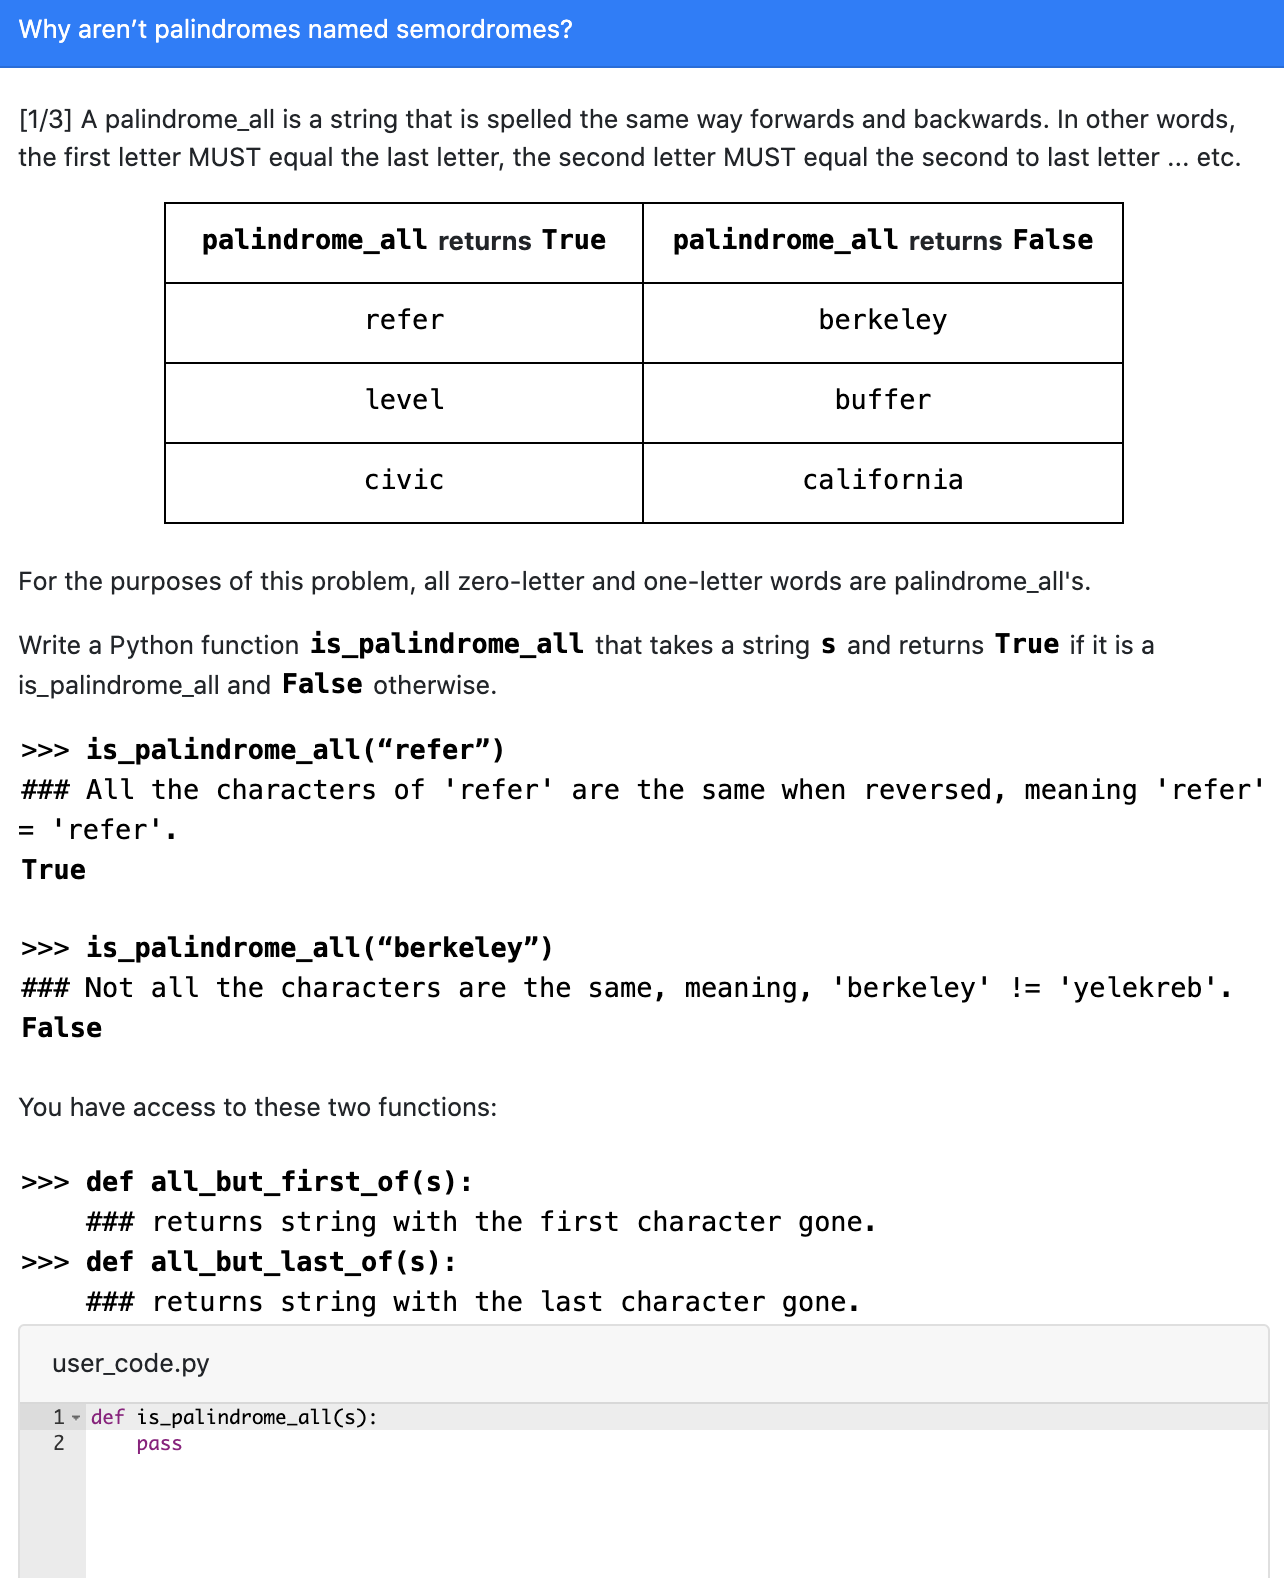 Why aren’t palindromes named semordromes?
[1/3] A palindrome_all is a string that is spelled the same way forwards and backwards. In other words,
the first letter MUST equal the last letter, the second letter MUST equal the second to last letter ... etc.
palindrome_all returns True palindrome_all returns False
refer berkeley
level buffer
civic california
For the purposes of this problem, all zero-letter and one-letter words are palindrome_all's.
Write a Python function is_palindrome_all that takes a string s and returns True if it is a
is_palindrome_all and False otherwise.
>>> is_palindrome_all(“refer”)
### All the characters of 'refer' are the same when reversed, meaning 'refer'
= 'refer'.
True
>>> is_palindrome_all(“berkeley”)
### Not all the characters are the same, meaning, 'berkeley' != 'yelekreb'.
False
You have access to these two functions:
>>> def all_but_first_of(s):
### returns string with the first character gone.
>>> def all_but_last_of(s):
### returns string with the last character gone.
user_code.py
1 def is_palindrome_all(s):
2 pass